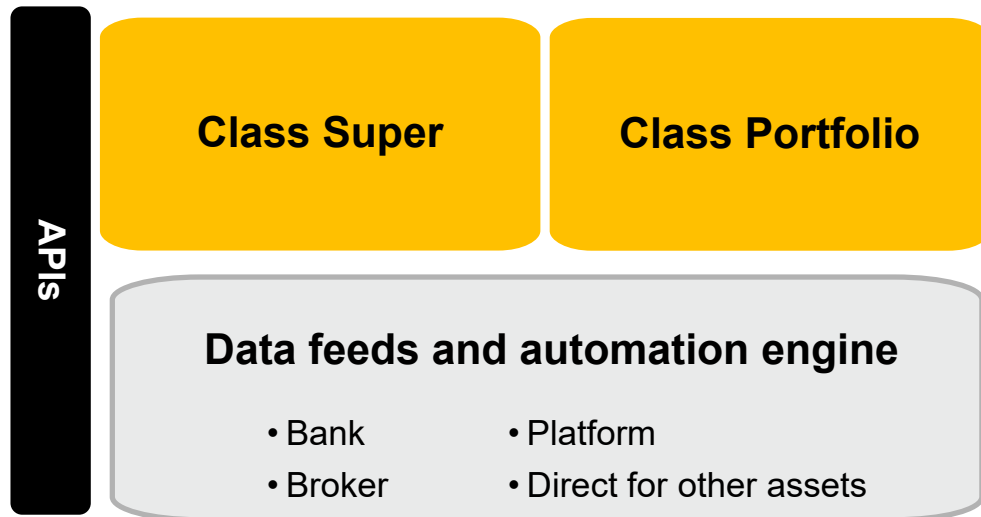 APIs
Class Super
Class Portfolio
Data feeds and automation engine
• Bank
• Broker
• Platform
• Direct for other assets